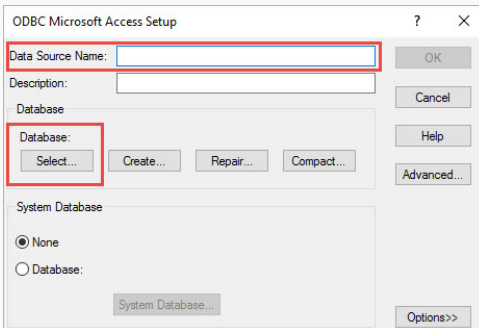 ODBC Microsoft Access Setup ? X
Data Source Name: OK
Description:
Cancel
Database
Database: Help
Select... Create... Repair... Compact...
Advanced...
System Database
None
Database:
System Database...
Options>>